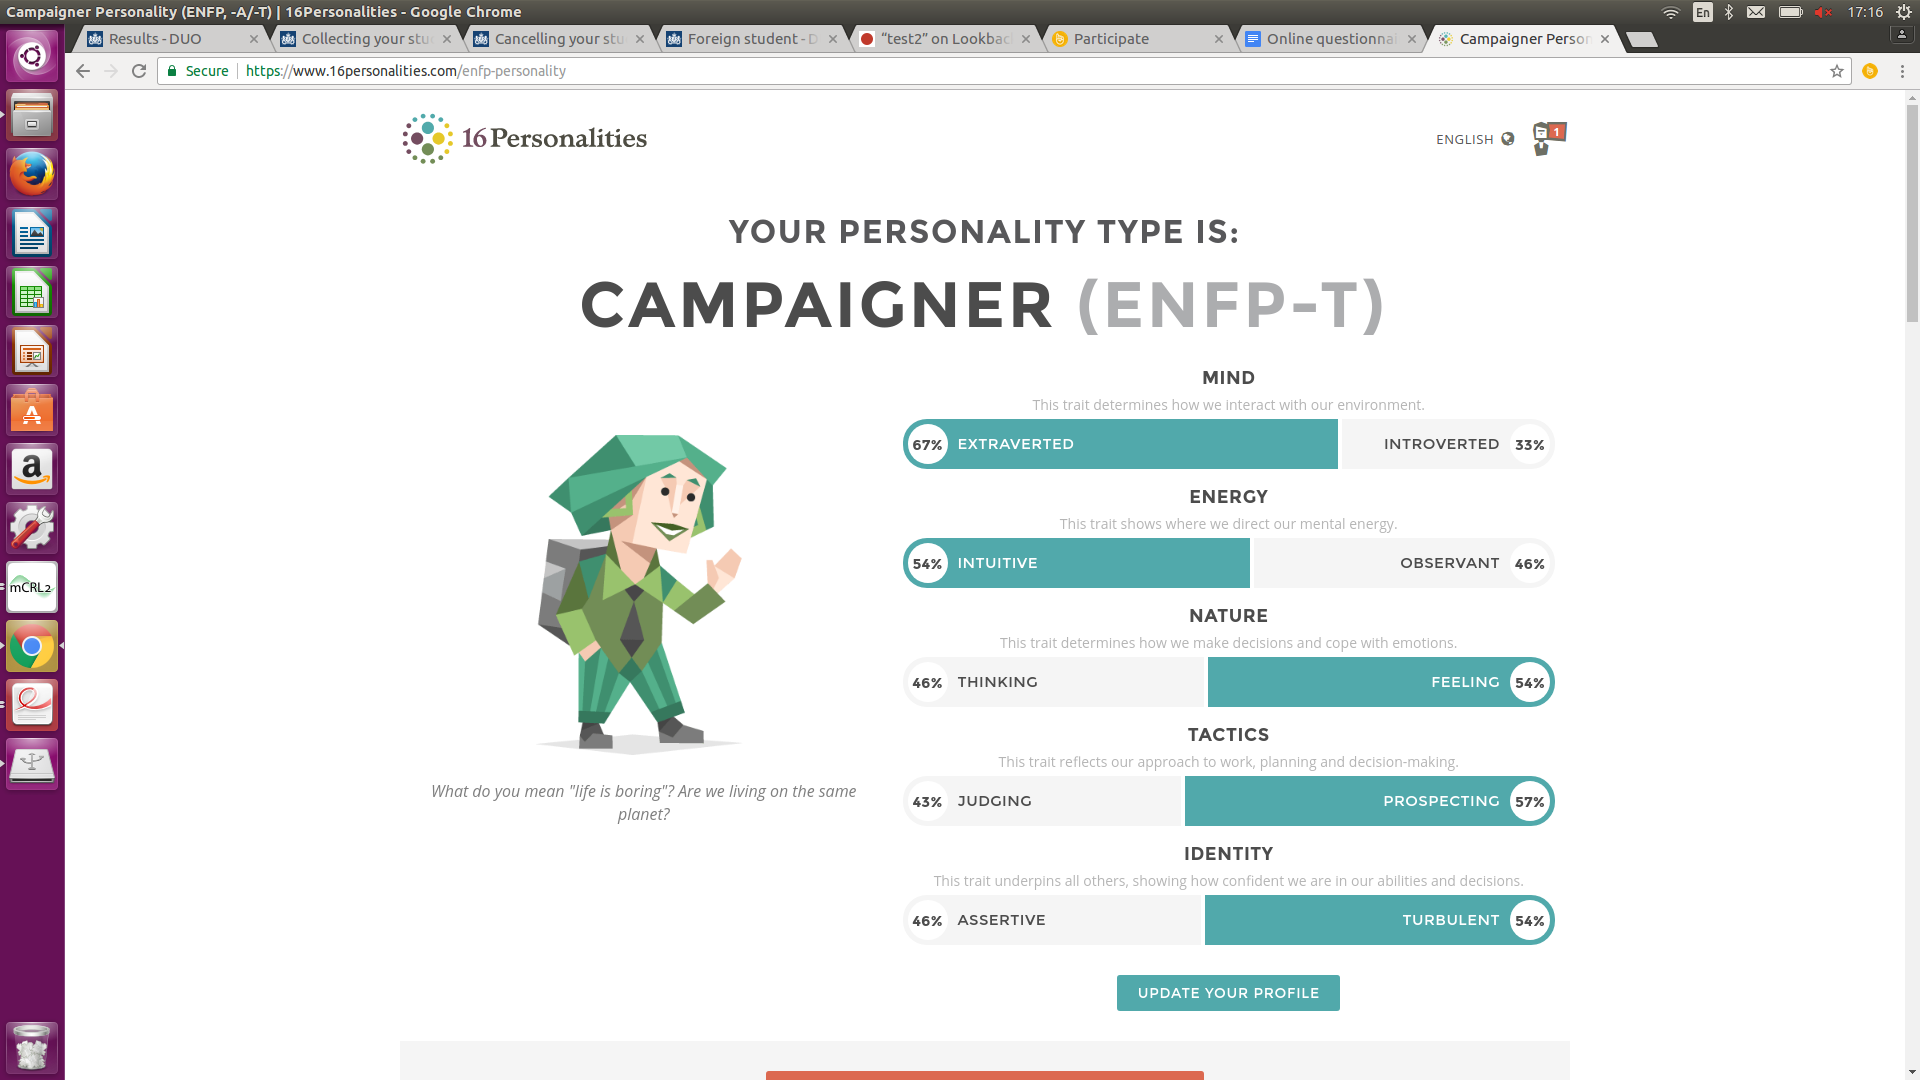 Campaigner Personality (ENFP, -A/-T) | 16Personalities - Google Chrome
En
17:16
Results - DUO
Collecting your stu
Cancelling your stu
Foreign student - D
“test2” on Lookba
Participate
Online questionnai
Campaigner Person
Secure
https://www.16personalities.com/enfp-personality
16Personalities
ENGLISH
1
YOUR PERSONALITY TYPE IS:
CAMPAIGNER (ENFP-T)
MIND
This trait determines how we interact with our environment.
67% EXTRAVERTED INTROVERTED 33%
ENERGY
This trait shows where we direct our mental energy.
54% INTUITIVE OBSERVANT 46%
NATURE
This trait determines how we make decisions and cope with emotions.
46% THINKING FEELING 54%
TACTICS
This trait reflects our approach to work, planning and decision-making.
43% JUDGING PROSPECTING 57%
IDENTITY
This trait underpins all others, showing how confident we are in our abilities and decisions.
46% ASSERTIVE TURBULENT 54%
What do you mean "life is boring"? Are we living on the same
planet?
UPDATE YOUR PROFILE
mCRL2